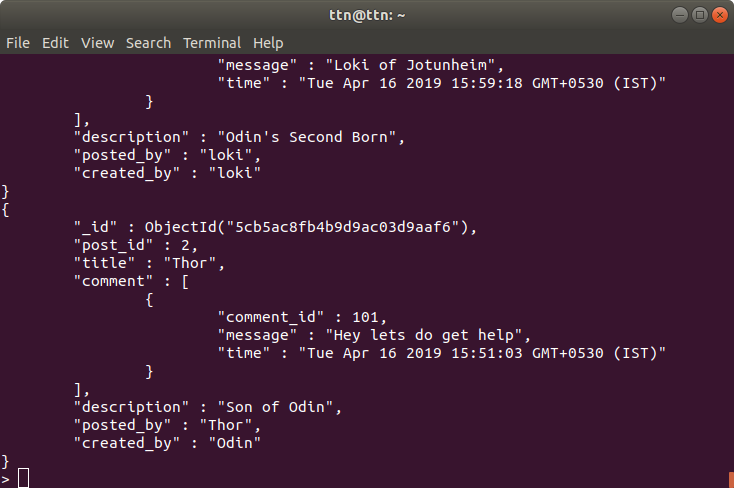 ttn@ttn: ~
File Edit View Search Terminal Help
"message" : "Loki of Jotunheim",
"time" : "Tue Apr 16 2019 15:59:18 GMT+0530 (IST)"
}
],
"description" : "Odin's Second Born",
"posted_by" : "loki",
"created_by" : "loki"
}
{
"_id" : ObjectId("5cb5ac8fb4b9d9ac03d9aaf6"),
"post_id" : 2,
"title" : "Thor",
"comment" : [
{
"comment_id" : 101,
"message" : "Hey lets do get help",
"time" : "Tue Apr 16 2019 15:51:03 GMT+0530 (IST)"
}
],
"description" : "Son of Odin",
"posted_by" : "Thor",
"created_by" : "Odin"
}
>